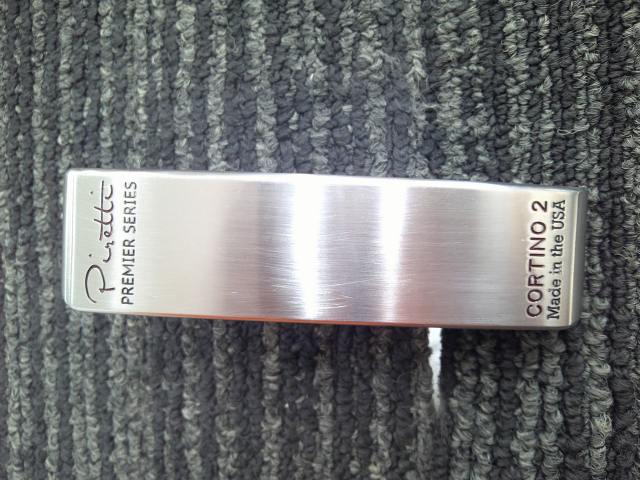 Piretti
PREMIER SERIES
CORTINO 2
Made in the USA